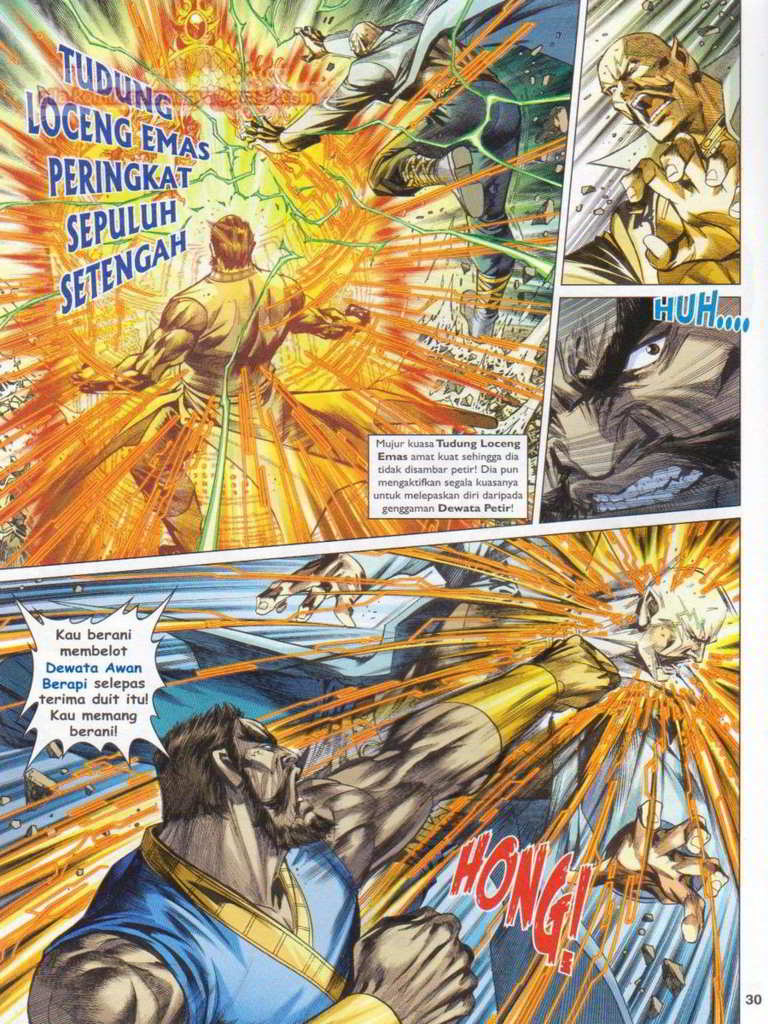 TUDUNG
LOCENG EMAS
PERINGKAT
SEPULUH
SETENGAH
HUH....
Mujur kuasa Tudung Loceng
Emas amat kuat sehingga dia
tidak disambar petir! Dia pun
mengaktifkan segala kuasanya
untuk melepaskan diri daripada
genggaman Dewata Petir!
Kau berani
membelot
Dewata Awan
Berapi selepas
terima duit itu!
Kau memang
berani!
HONG!
30